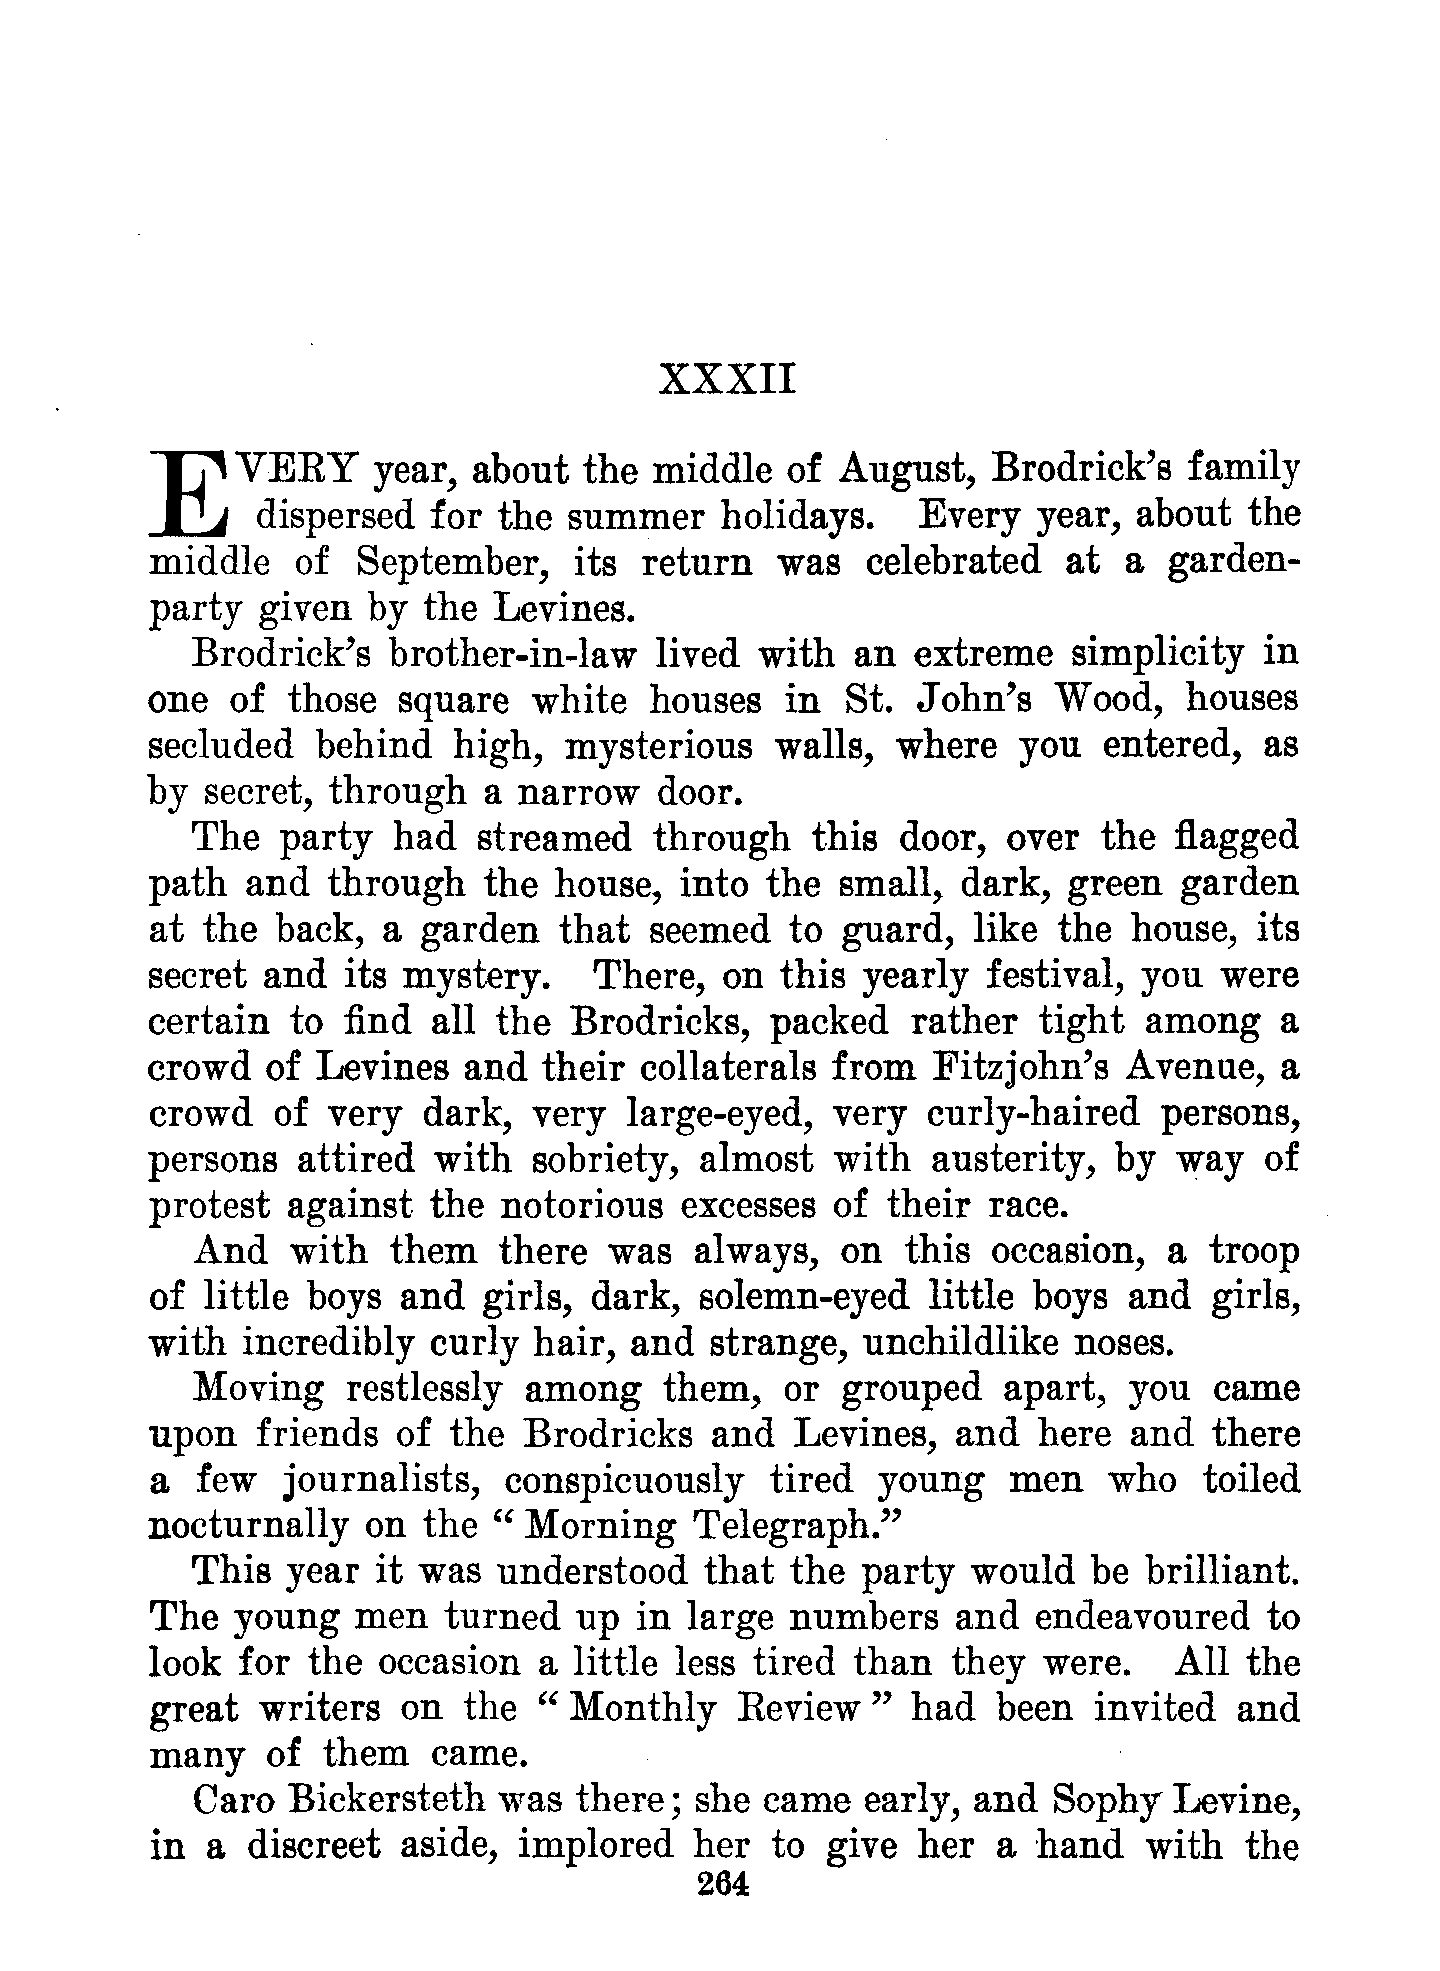 XXXII
EVERY year, about the middle of August, Brodrick's family
dispersed for the summer holidays. Every year, about the
middle of September, its return was celebrated at a garden-
party given by the Levines.
Brodrick's brother-in-law lived with an extreme simplicity in
one of those square white houses in St. John's Wood, houses
secluded behind high, mysterious walls, where you entered, as
by secret, through a narrow door.
The party had streamed through this door, over the flagged
path and through the house, into the small, dark, green garden
at the back, a garden that seemed to guard, like the house, its
secret and its mystery. There, on this yearly festival, you were
certain to find all the Brodricks, packed rather tight among a
crowd of Levines and their collaterals from Fitzjohn's Avenue, a
crowd of very dark, very large-eyed, very curly-haired persons,
persons attired with sobriety, almost with austerity, by way of
protest against the notorious excesses of their race.
And with them there was always, on this occasion, a troop
of little boys and girls, dark, solemn-eyed little boys and girls,
with incredibly curly hair, and strange, unchildlike noses.
Moving restlessly among them, or grouped apart, you came
upon friends of the Brodricks and Levines, and here and there
a few journalists, conspicuously tired young men who toiled
nocturnally on the “ Morning Telegraph.”
This year it was understood that the party would be brilliant.
The young men turned up in large numbers and endeavoured to
look for the occasion a little less tired than they were. All the
great writers on the “ Monthly Review ” had been invited and
many of them came.
Caro Bickersteth was there; she came early, and Sophy Levine,
in a discreet aside, implored her to give her a hand with the
264